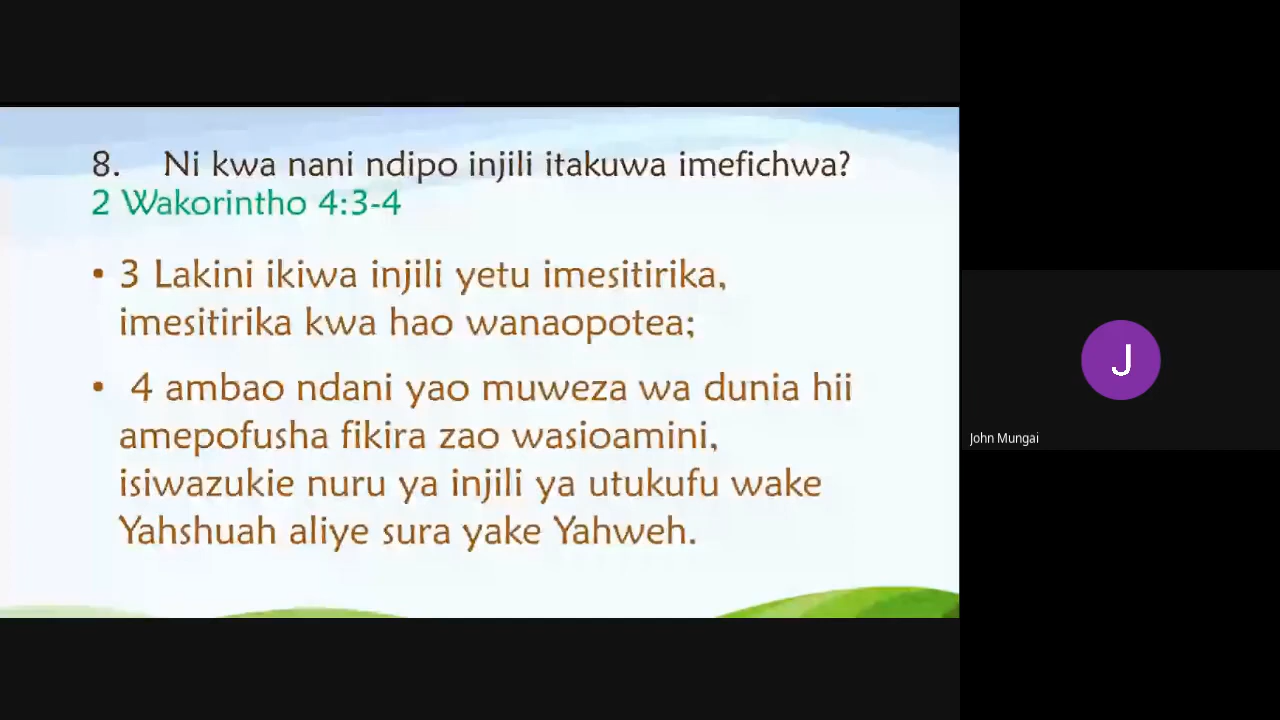 8. Ni kwa nani ndipo injili itakuwa imefichwa?
2 Wakorintho 4:3-4
• 3 Lakini ikiwa injili yetu imesitirika,
imesitirika kwa hao wanaopotea;
• 4 ambao ndani yao muweza wa dunia hii
amepofusha fikira zao wasioamini,
isiwazukie nuru ya injili ya utukufu wake
Yahshuah aliye sura yake Yahweh.
J
John Mungai